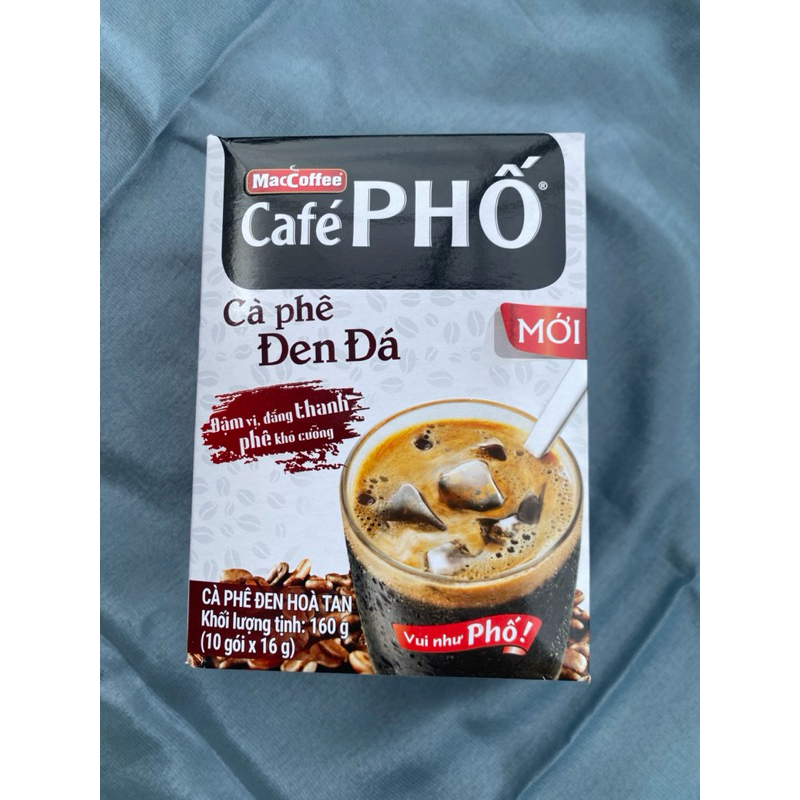 MacCoffee®
Café PHỐ®
Cà phê
Đen Đá
MỚI
Đậm vị, đắng thanh
phê khó cưỡng
CÀ PHÊ ĐEN HOÀ TAN
Khối lượng tịnh: 160 g
(10 gói x 16 g)
Vui như Phố!